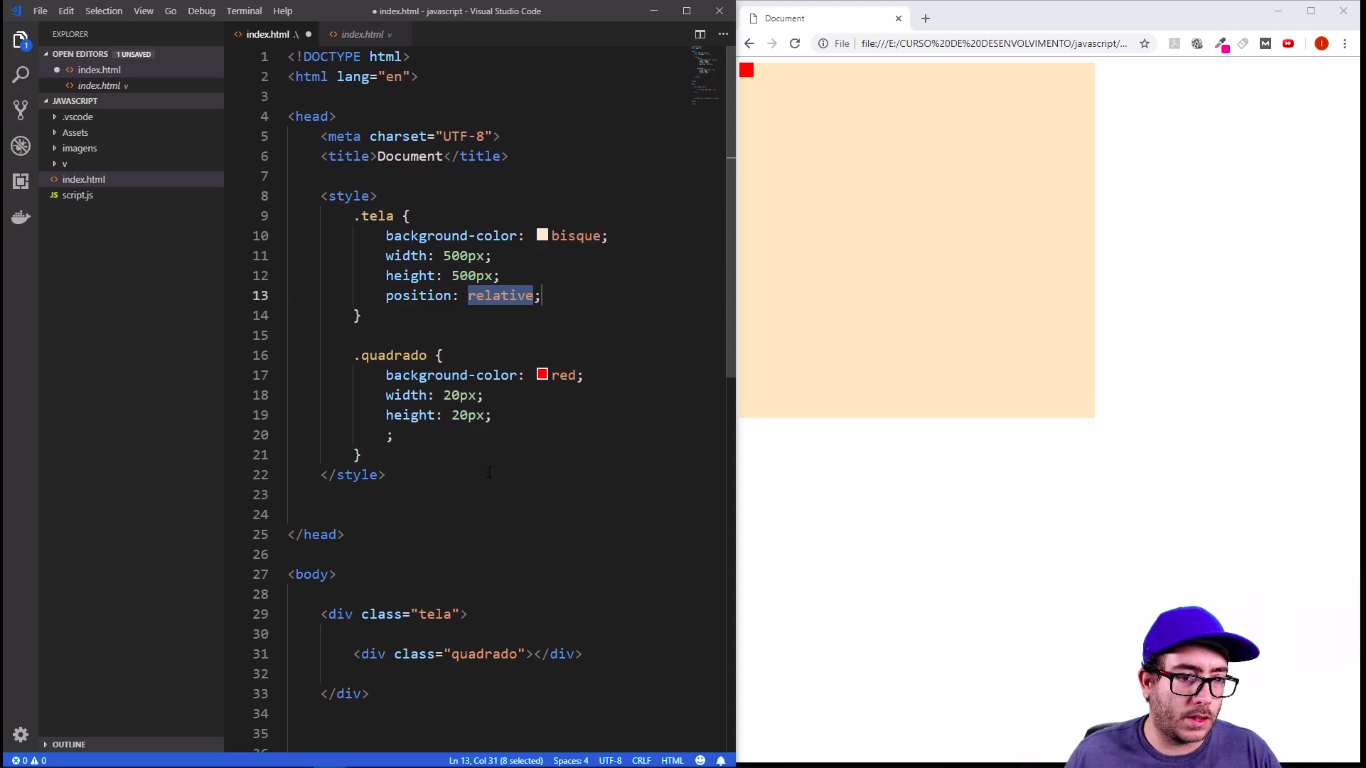 File Edit Selection View Go Debug Terminal Help
● index.html - javascript - Visual Studio Code
EXPLORER
OPEN EDITORS 1 UNSAVED
index.html
index.html v
JAVASCRIPT
.vscode
Assets
imagens
v
index.html
script.js
OUTLINE
index.html .\
index.html v
1 <!DOCTYPE html>
2 <html lang="en">
3
4 <head>
5 <meta charset="UTF-8">
6 <title>Document</title>
7
8 <style>
9 .tela {
10 background-color: bisque;
11 width: 500px;
12 height: 500px;
13 position: relative;
14 }
15
16 .quadrado {
17 background-color: red;
18 width: 20px;
19 height: 20px;
20 ;
21 }
22 </style>
23
24
25 </head>
26
27 <body>
28
29 <div class="tela">
30
31 <div class="quadrado"></div>
32
33 </div>
34
35
36
0 0 Ln 13, Col 31 (8 selected) Spaces: 4 UTF-8 CRLF HTML
Document
File file:///E:/CURSO%20DE%20DESENVOLVIMENTO/javascript/...